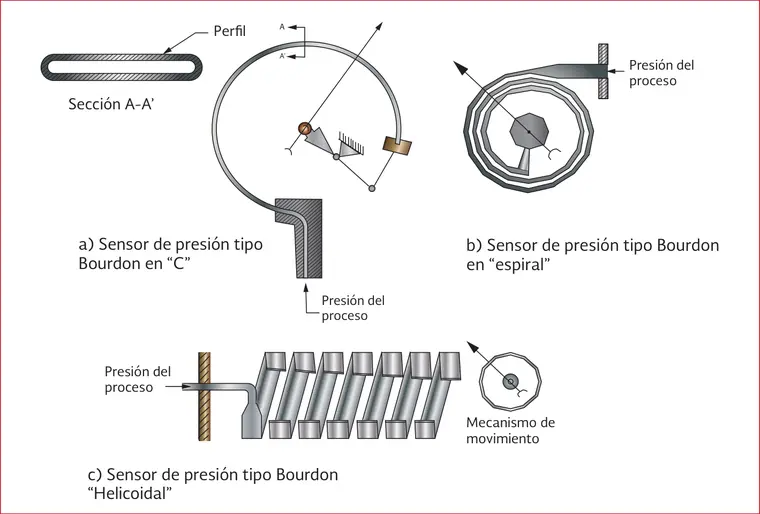 Perfil
Sección A-A'
A
A'
a) Sensor de presión tipo
Bourdon en “C”
Presión del
proceso
Presión del
proceso
b) Sensor de presión tipo Bourdon
en “espiral”
Presión del
proceso
Mecanismo de
movimiento
c) Sensor de presión tipo Bourdon
“Helicoidal”